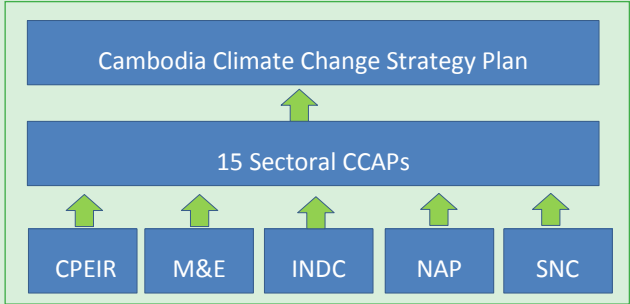 Cambodia Climate Change Strategy Plan
15 Sectoral CCAPs
CPEIR M&E INDC NAP SNC